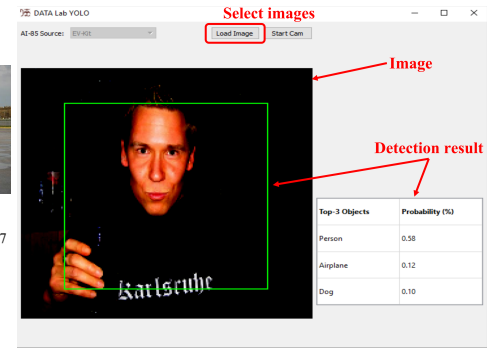 DATA Lab YOLO
Select images
AI-85 Source: EV-Kit
Load Image
Start Cam
Image
Detection result
Top-3 Objects Probability (%)
Person 0.58
Airplane 0.12
Dog 0.10
Karlsruhe
7